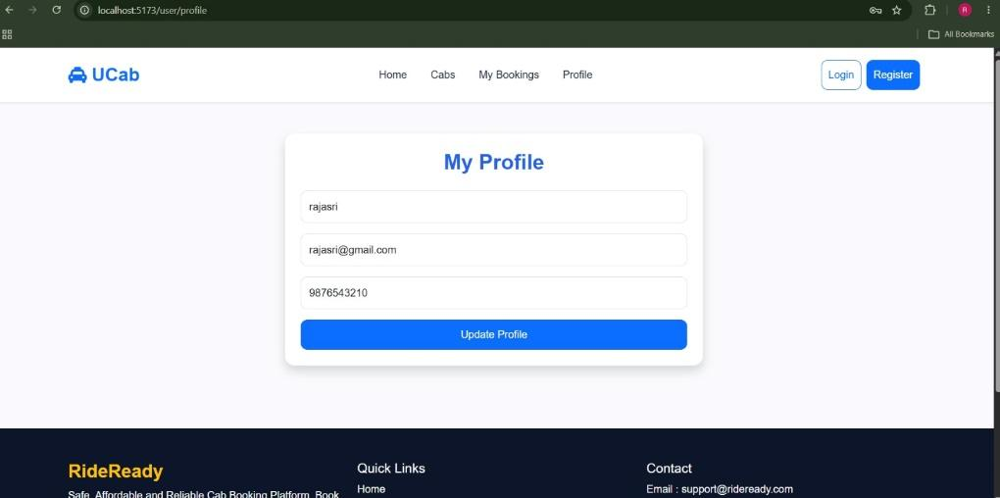 localhost:5173/user/profile
R
All Bookmarks
UCab
Home Cabs My Bookings Profile
Login Register
My Profile
rajasri
rajasri@gmail.com
9876543210
Update Profile
RideReady Quick Links Contact
Safe, Affordable and Reliable Cab Booking Platform. Book Home Email : support@rideready.com